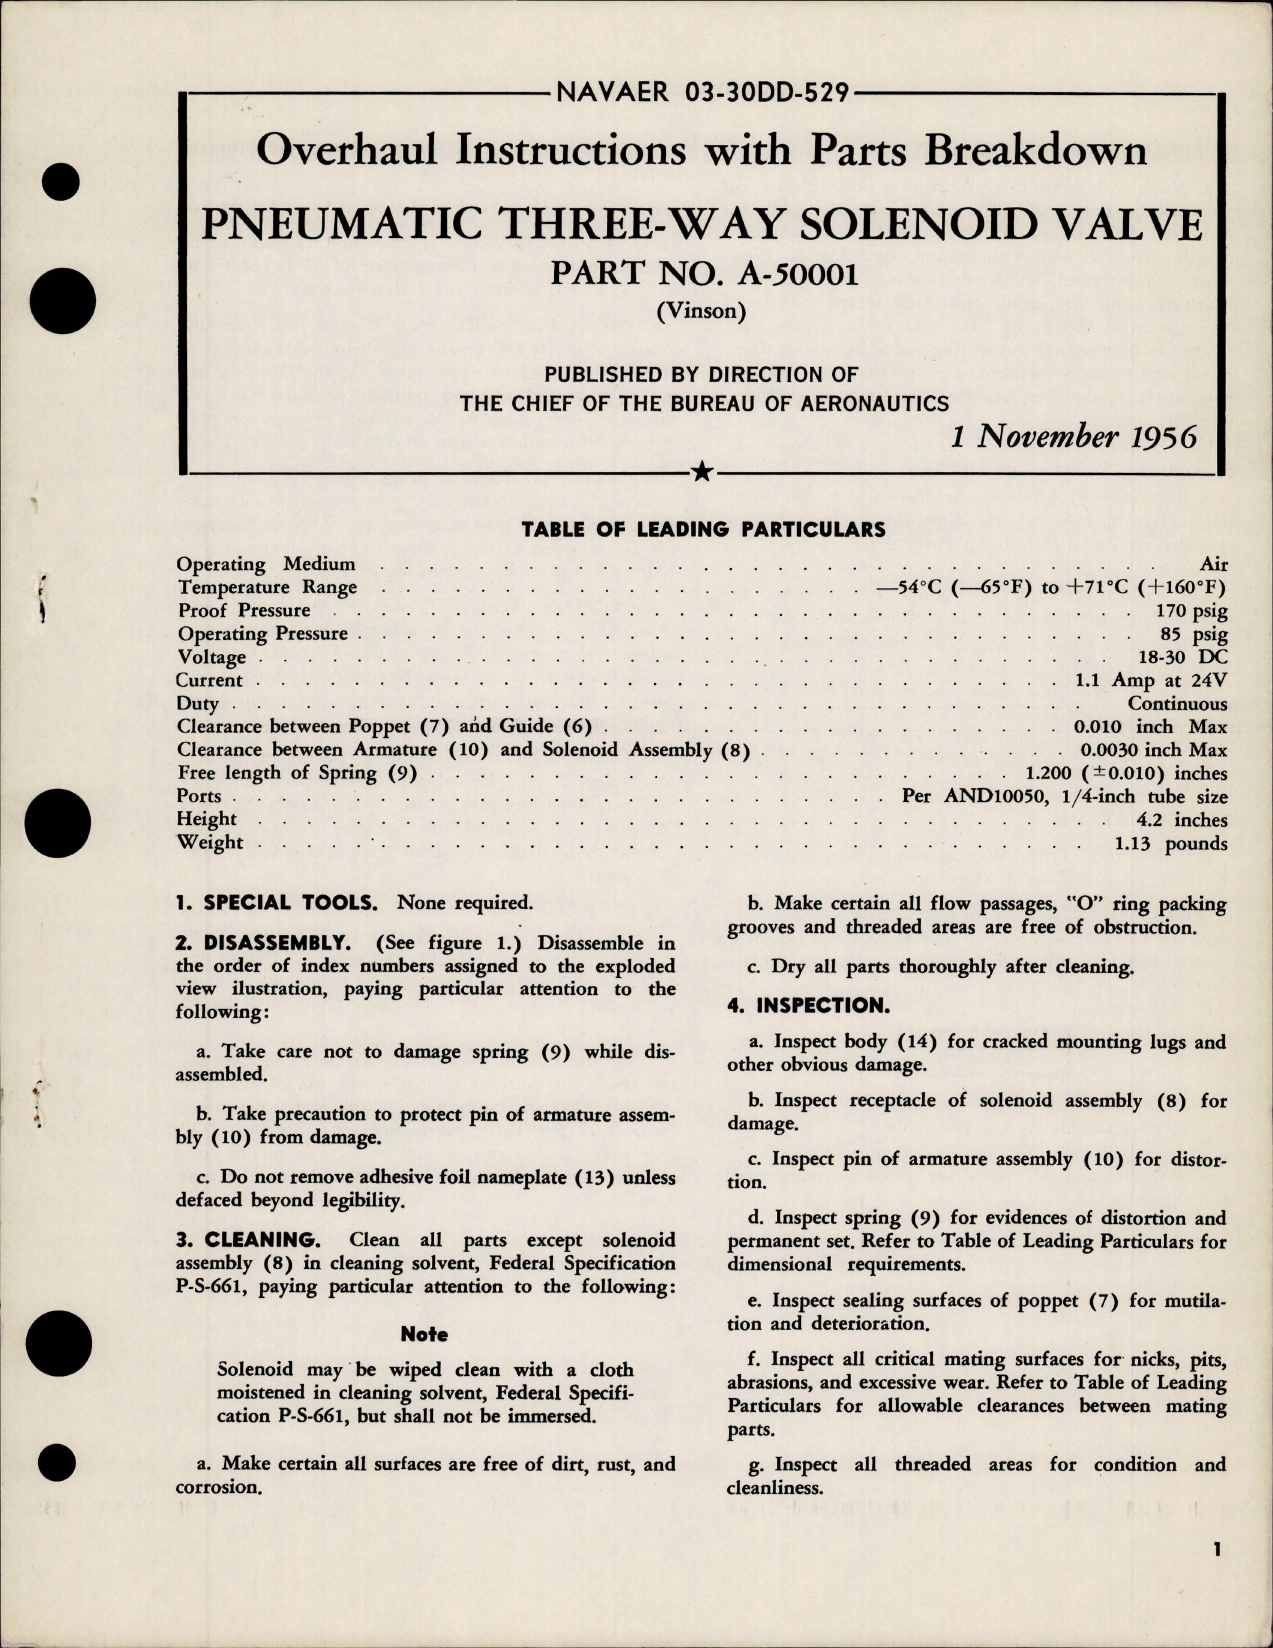 NAVAER 03-30DD-529
Overhaul Instructions with Parts Breakdown
PNEUMATIC THREE-WAY SOLENOID VALVE
PART NO. A-50001
(Vinson)
PUBLISHED BY DIRECTION OF
THE CHIEF OF THE BUREAU OF AERONAUTICS
1 November 1956
TABLE OF LEADING PARTICULARS
Operating Medium . . . . . . . . . . Air
Temperature Range . . . . . . . . . . —54°C (—65°F) to +71°C (+160°F)
Proof Pressure . . . . . . . . . . 170 psig
Operating Pressure . . . . . . . . . . 85 psig
Voltage . . . . . . . . . . 18-30 DC
Current . . . . . . . . . . 1.1 Amp at 24V
Duty . . . . . . . . . . Continuous
Clearance between Poppet (7) and Guide (6) . . . . . . . . . . 0.010 inch Max
Clearance between Armature (10) and Solenoid Assembly (8) . . . . . . . . . . 0.0030 inch Max
Free length of Spring (9) . . . . . . . . . . 1.200 (±0.010) inches
Ports . . . . . . . . . . Per AND10050, 1/4-inch tube size
Height . . . . . . . . . . 4.2 inches
Weight . . . . . . . . . . 1.13 pounds
1. SPECIAL TOOLS. None required.
2. DISASSEMBLY. (See figure 1.) Disassemble in
the order of index numbers assigned to the exploded
view ilustration, paying particular attention to the
following:
a. Take care not to damage spring (9) while dis-
assembled.
b. Take precaution to protect pin of armature assem-
bly (10) from damage.
c. Do not remove adhesive foil nameplate (13) unless
defaced beyond legibility.
3. CLEANING. Clean all parts except solenoid
assembly (8) in cleaning solvent, Federal Specification
P-S-661, paying particular attention to the following:
Note
Solenoid may be wiped clean with a cloth
moistened in cleaning solvent, Federal Specifi-
cation P-S-661, but shall not be immersed.
a. Make certain all surfaces are free of dirt, rust, and
corrosion.
b. Make certain all flow passages, "O" ring packing
grooves and threaded areas are free of obstruction.
c. Dry all parts thoroughly after cleaning.
4. INSPECTION.
a. Inspect body (14) for cracked mounting lugs and
other obvious damage.
b. Inspect receptacle of solenoid assembly (8) for
damage.
c. Inspect pin of armature assembly (10) for distor-
tion.
d. Inspect spring (9) for evidences of distortion and
permanent set. Refer to Table of Leading Particulars for
dimensional requirements.
e. Inspect sealing surfaces of poppet (7) for mutila-
tion and deterioration.
f. Inspect all critical mating surfaces for nicks, pits,
abrasions, and excessive wear. Refer to Table of Leading
Particulars for allowable clearances between mating
parts.
g. Inspect all threaded areas for condition and
cleanliness.
1